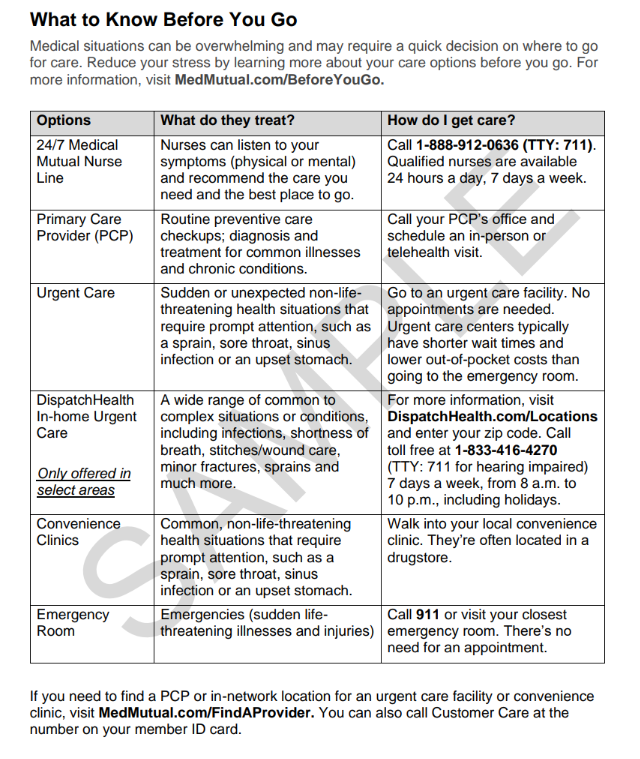 What to Know Before You Go
Medical situations can be overwhelming and may require a quick decision on where to go
for care. Reduce your stress by learning more about your care options before you go. For
more information, visit MedMutual.com/BeforeYouGo.
Options
What do they treat?
How do I get care?
24/7 Medical
Mutual Nurse
Line
Nurses can listen to your
symptoms (physical or mental)
and recommend the care you
need and the best place to go.
Call 1-888-912-0636 (TTY: 711).
Qualified nurses are available
24 hours a day, 7 days a week.
Primary Care
Provider (PCP)
Routine preventive care
checkups; diagnosis and
treatment for common illnesses
and chronic conditions.
Call your PCP's office and
schedule an in-person or
telehealth visit.
Urgent Care
Sudden or unexpected non-life-
threatening health situations that
require prompt attention, such as
a sprain, sore throat, sinus
infection or an upset stomach.
Go to an urgent care facility. No
appointments are needed.
Urgent care centers typically
have shorter wait times and
lower out-of-pocket costs than
going to the emergency room.
DispatchHealth
In-home Urgent
Care
Only offered in
select areas
A wide range of common to
complex situations or conditions,
including infections, shortness of
breath, stitches/wound care,
minor fractures, sprains and
much more.
For more information, visit
DispatchHealth.com/Locations
and enter your zip code. Call
toll free at 1-833-416-4270
(TTY: 711 for hearing impaired)
7 days a week, from 8 a.m. to
10 p.m., including holidays.
Convenience
Clinics
Common, non-life-threatening
health situations that require
prompt attention, such as a
sprain, sore throat, sinus
infection or an upset stomach.
Walk into your local convenience
clinic. They're often located in a
drugstore.
Emergency
Room
Emergencies (sudden life-
threatening illnesses and injuries)
Call 911 or visit your closest
emergency room. There's no
need for an appointment.
If you need to find a PCP or in-network location for an urgent care facility or convenience
clinic, visit MedMutual.com/FindAProvider. You can also call Customer Care at the
number on your member ID card.
SAMPLE